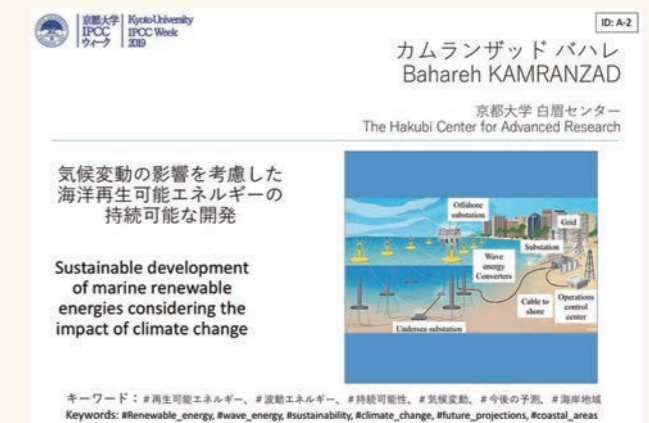 京都大学
IPCC
ウィーク
Kyoto University
IPCC Week
2019
ID: A-2
カムランザッド バハレ
Bahareh KAMRANZAD
京都大学 白眉センター
The Hakubi Center for Advanced Research
気候変動の影響を考慮した
海洋再生可能エネルギーの
持続可能な開発
Sustainable development
of marine renewable
energies considering the
impact of climate change
Offshore
substation
Grid
Substation
Wave
energy
Converters
Cable to
shore
Operations
control
center
Undersea substation
キーワード：#再生可能エネルギー、#波動エネルギー、#持続可能性、#気候変動、#今後の予測、#海岸地域
Keywords: #Renewable_energy, #wave_energy, #sustainability, #climate_change, #future_projections, #coastal_areas